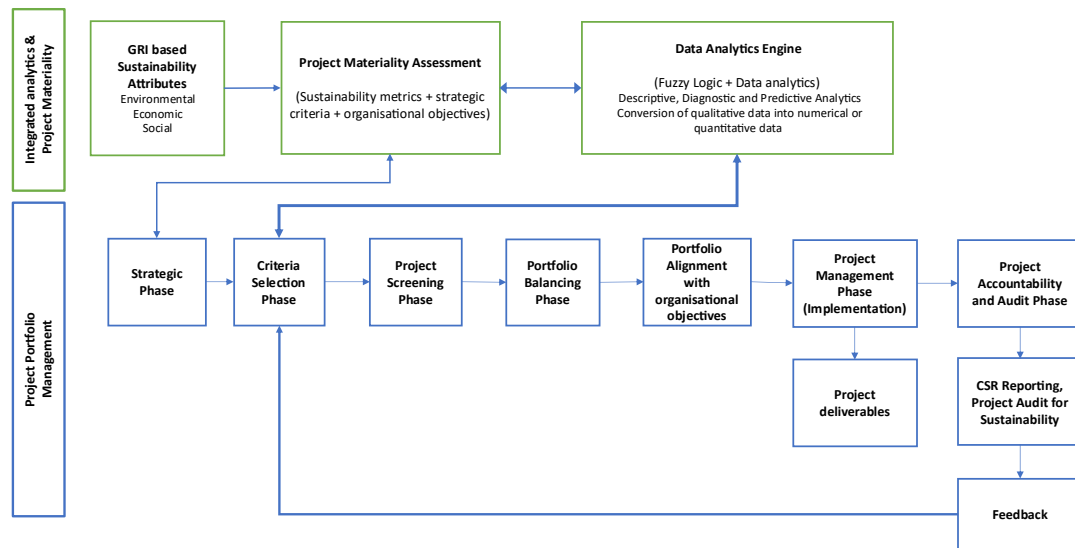 Integrated analytics &
Project Materiality
GRI based
Sustainability
Attributes
Environmental
Economic
Social
Project Materiality Assessment
(Sustainability metrics + strategic
criteria + organisational objectives)
Data Analytics Engine
(Fuzzy Logic + Data analytics)
Descriptive, Diagnostic and Predictive Analytics
Conversion of qualitative data into numerical or
quantitative data
Project Portfolio
Management
Strategic
Phase
Criteria
Selection
Phase
Project
Screening
Phase
Portfolio
Balancing
Phase
Portfolio
Alignment
with
organisational
objectives
Project
Management
Phase
(Implementation)
Project
Accountability
and Audit Phase
Project
deliverables
CSR Reporting,
Project Audit for
Sustainability
Feedback